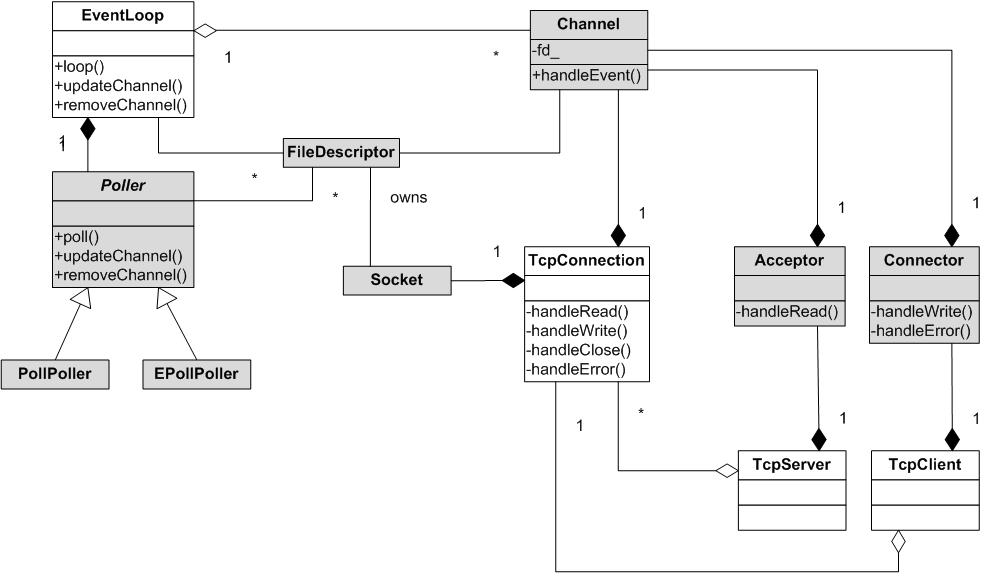 EventLoop
+loop()
+updateChannel()
+removeChannel()
1
*
Channel
-fd_
+handleEvent()
1
1
FileDescriptor
*
*
owns
Poller
+poll()
+updateChannel()
+removeChannel()
PollPoller
EPollPoller
Socket
1
1
TcpConnection
-handleRead()
-handleWrite()
-handleClose()
-handleError()
1
Acceptor
-handleRead()
1
Connector
-handleWrite()
-handleError()
1
*
1
1
TcpServer
TcpClient